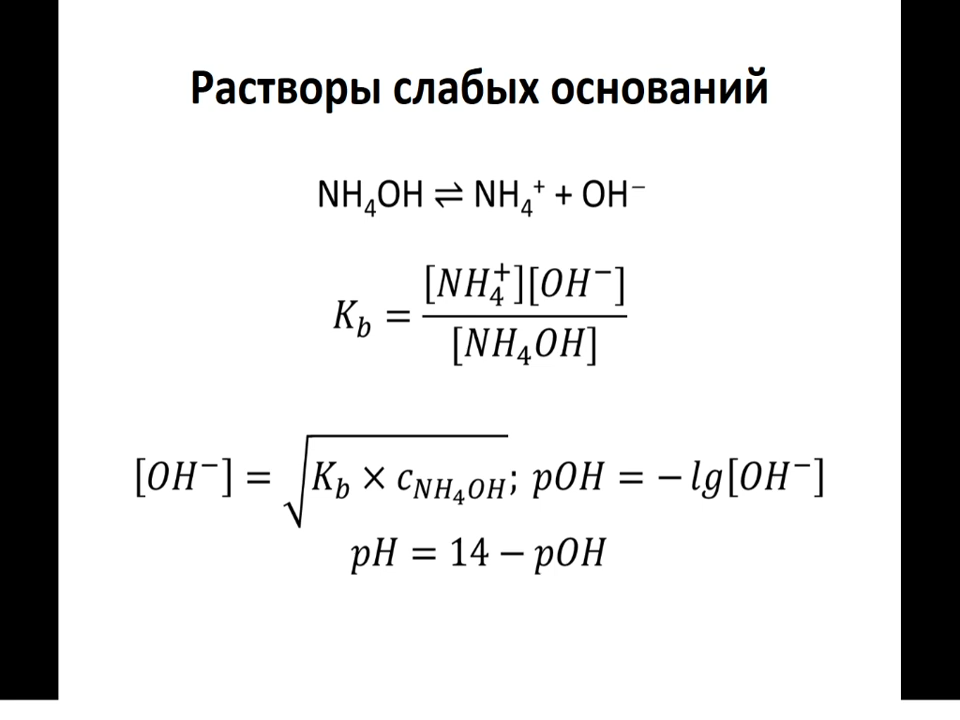 Растворы слабых оснований
NH₄OH ⇌ NH₄⁺ + OH⁻
K_b = [NH₄⁺][OH⁻] / [NH₄OH]
[OH⁻] = √(K_b × c_NH₄OH); pOH = −lg[OH⁻]
pH = 14 − pOH